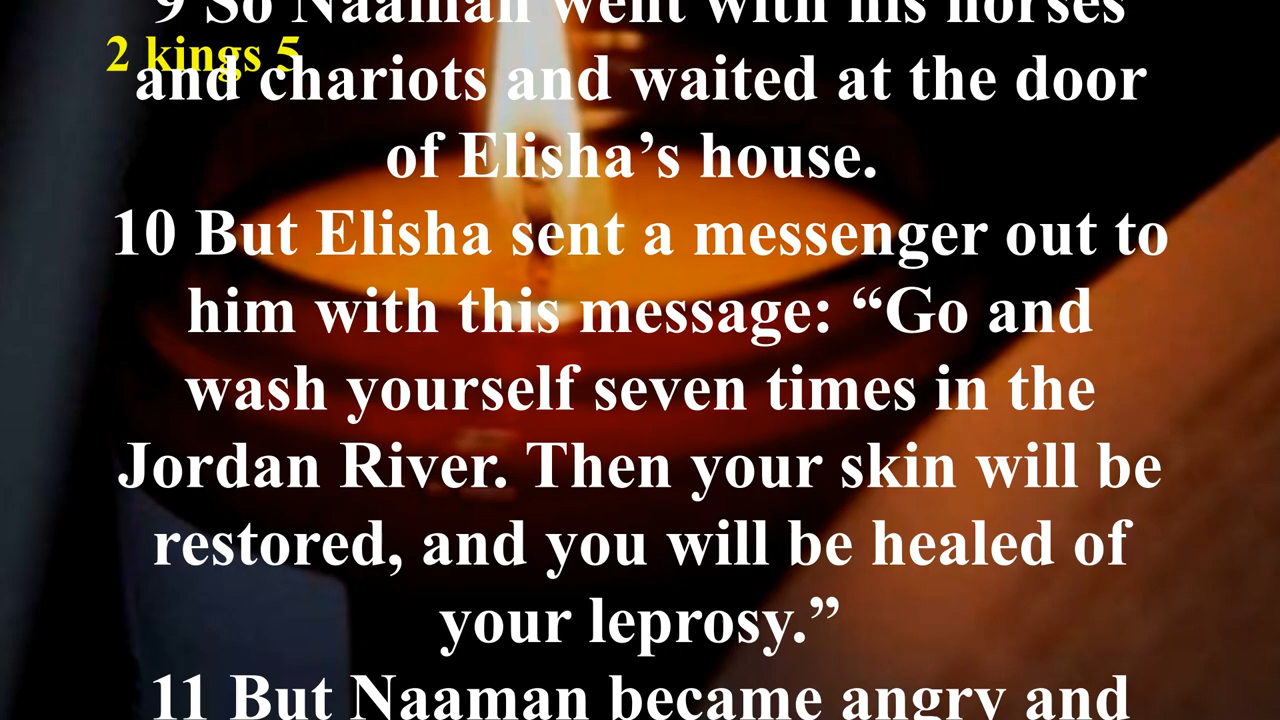 9 So Naaman went with his horses
2 kings 5
and chariots and waited at the door
of Elisha’s house.
10 But Elisha sent a messenger out to
him with this message: “Go and
wash yourself seven times in the
Jordan River. Then your skin will be
restored, and you will be healed of
your leprosy.”
11 But Naaman became angry and